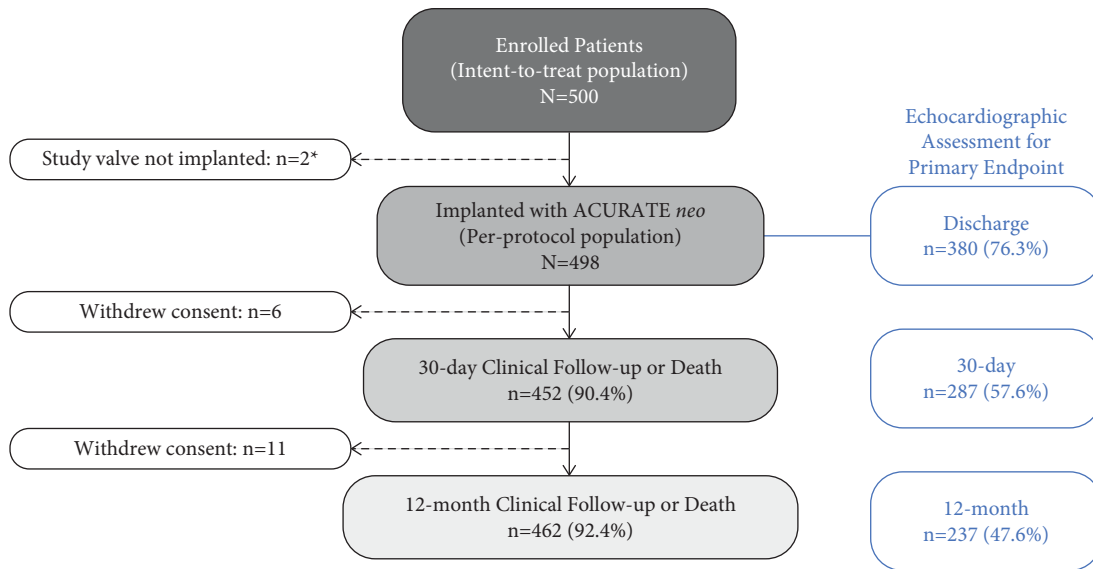 Enrolled Patients
(Intent-to-treat population)
N=500
Echocardiographic
Assessment for
Primary Endpoint
Study valve not implanted: n=2*
Implanted with ACURATE neo
(Per-protocol population)
N=498
Discharge
n=380 (76.3%)
Withdrew consent: n=6
30-day Clinical Follow-up or Death
n=452 (90.4%)
30-day
n=287 (57.6%)
Withdrew consent: n=11
12-month Clinical Follow-up or Death
n=462 (92.4%)
12-month
n=237 (47.6%)